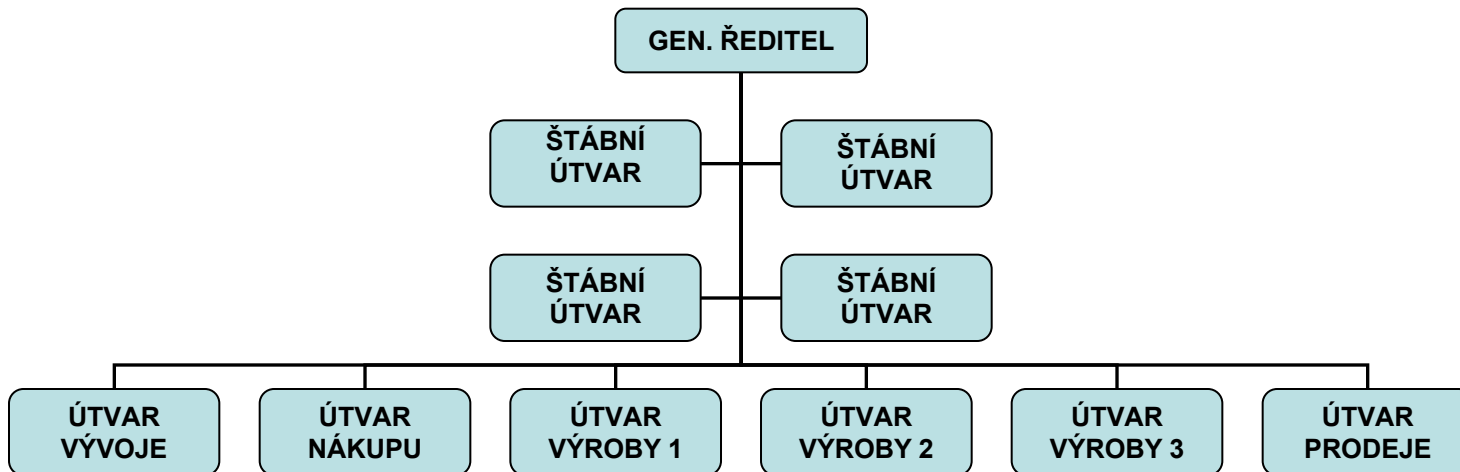 GEN. ŘEDITEL
ŠTÁBNÍ
ÚTVAR
ŠTÁBNÍ
ÚTVAR
ŠTÁBNÍ
ÚTVAR
ŠTÁBNÍ
ÚTVAR
ÚTVAR
VÝVOJE
ÚTVAR
NÁKUPU
ÚTVAR
VÝROBY 1
ÚTVAR
VÝROBY 2
ÚTVAR
VÝROBY 3
ÚTVAR
PRODEJE